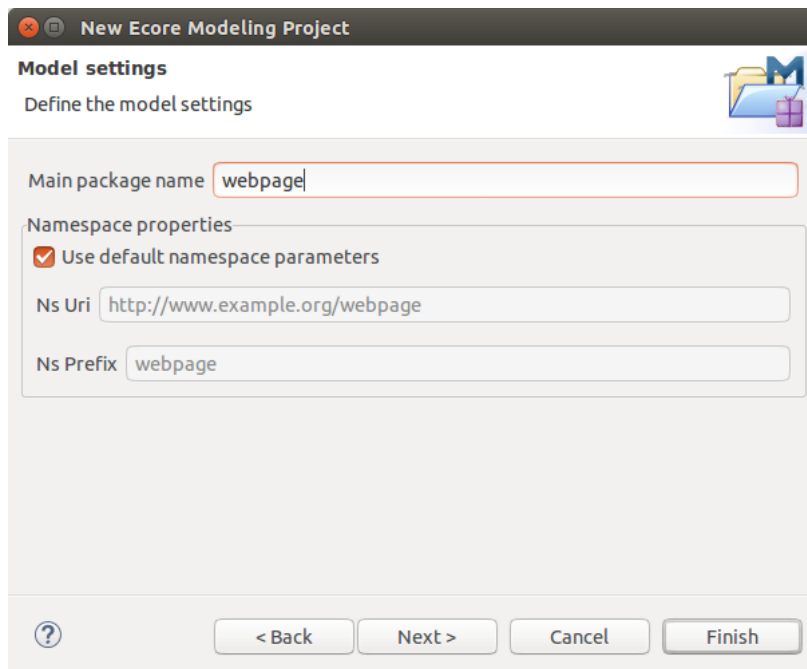 New Ecore Modeling Project
Model settings
Define the model settings
Main package name webpage
Namespace properties
Use default namespace parameters
Ns Uri http://www.example.org/webpage
Ns Prefix webpage
? < Back Next > Cancel Finish